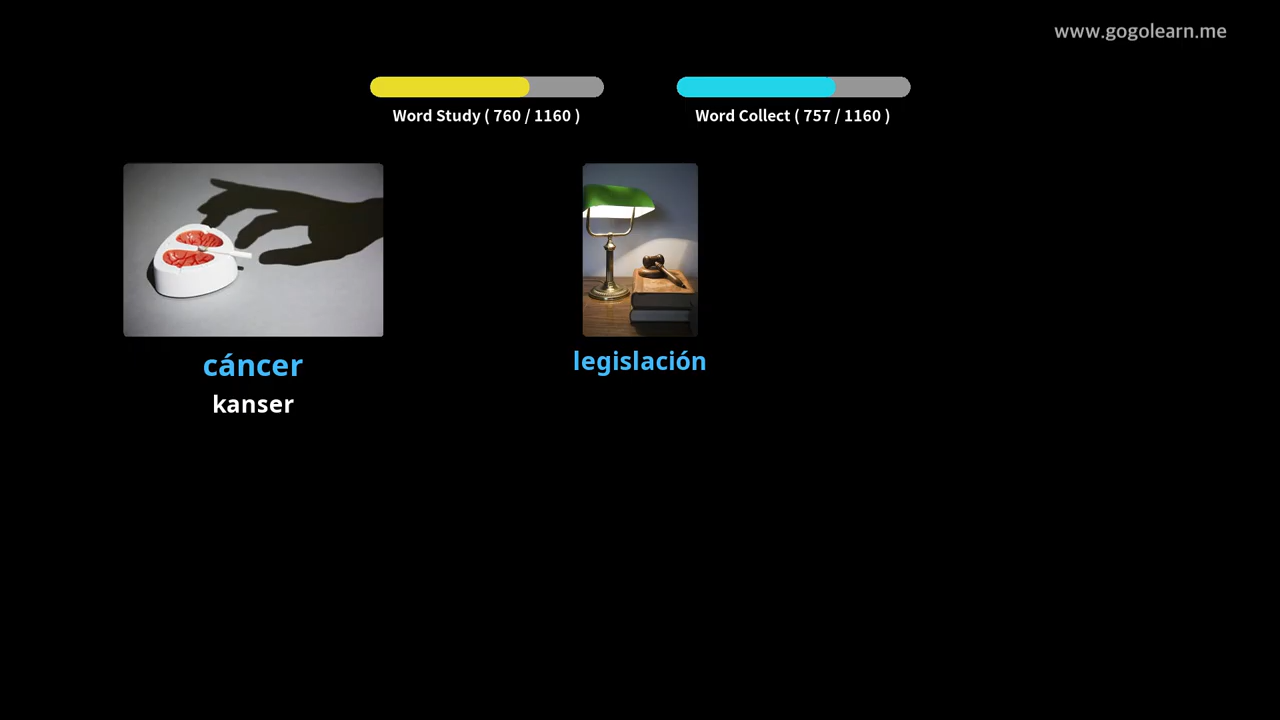 www.gogolearn.me
Word Study ( 760 / 1160 )
Word Collect ( 757 / 1160 )
cáncer
kanser
legislación